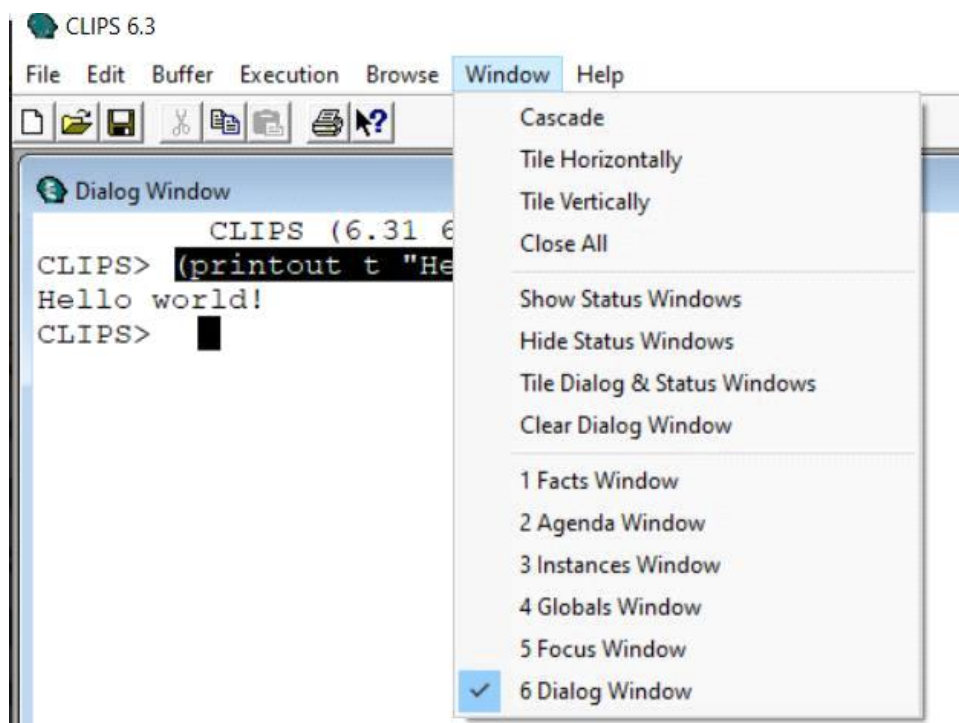 CLIPS 6.3
File Edit Buffer Execution Browse Window Help
Dialog Window
CLIPS (6.31 6
CLIPS> (printout t "He
Hello world!
CLIPS>
Cascade
Tile Horizontally
Tile Vertically
Close All
Show Status Windows
Hide Status Windows
Tile Dialog & Status Windows
Clear Dialog Window
1 Facts Window
2 Agenda Window
3 Instances Window
4 Globals Window
5 Focus Window
6 Dialog Window